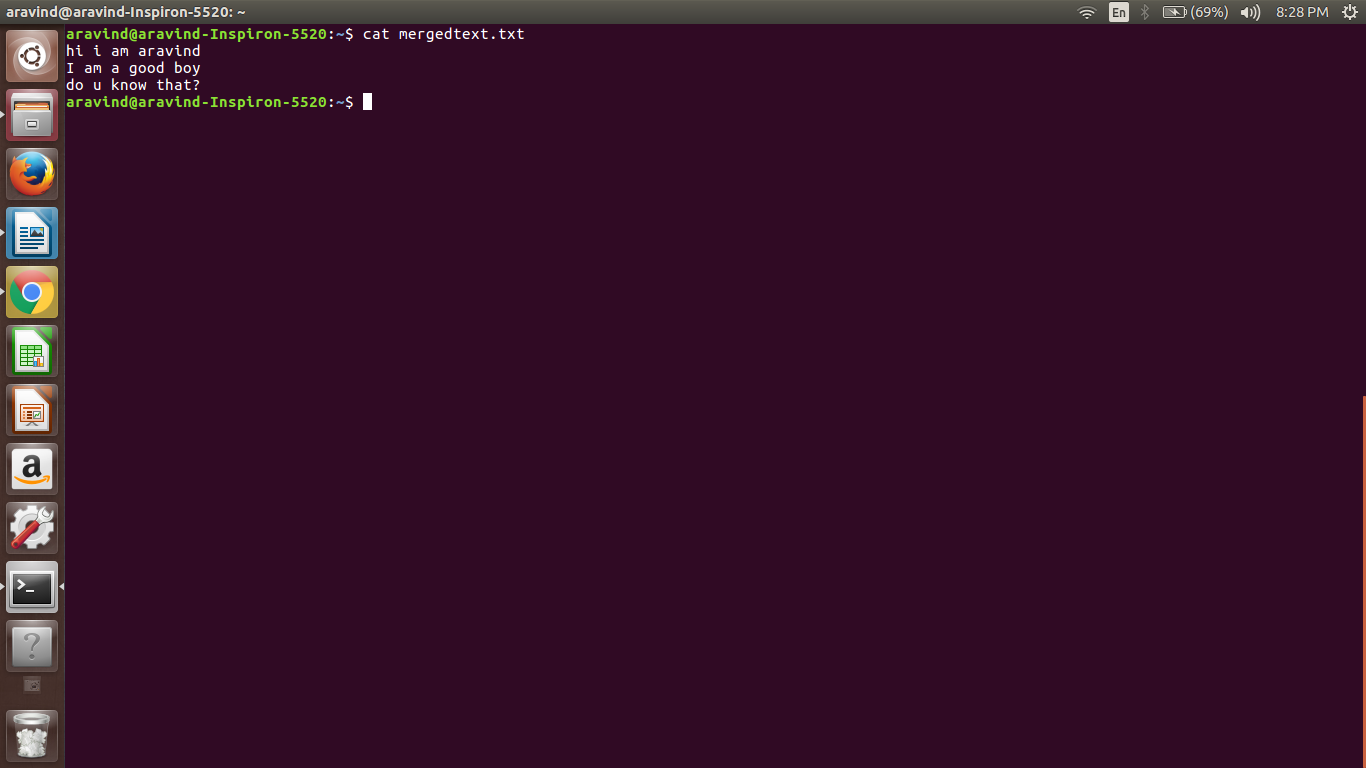 aravind@aravind-Inspiron-5520: ~
En
(69%)
8:28 PM
aravind@aravind-Inspiron-5520:~$ cat mergedtext.txt
hi i am aravind
I am a good boy
do u know that?
aravind@aravind-Inspiron-5520:~$
a
>_
?